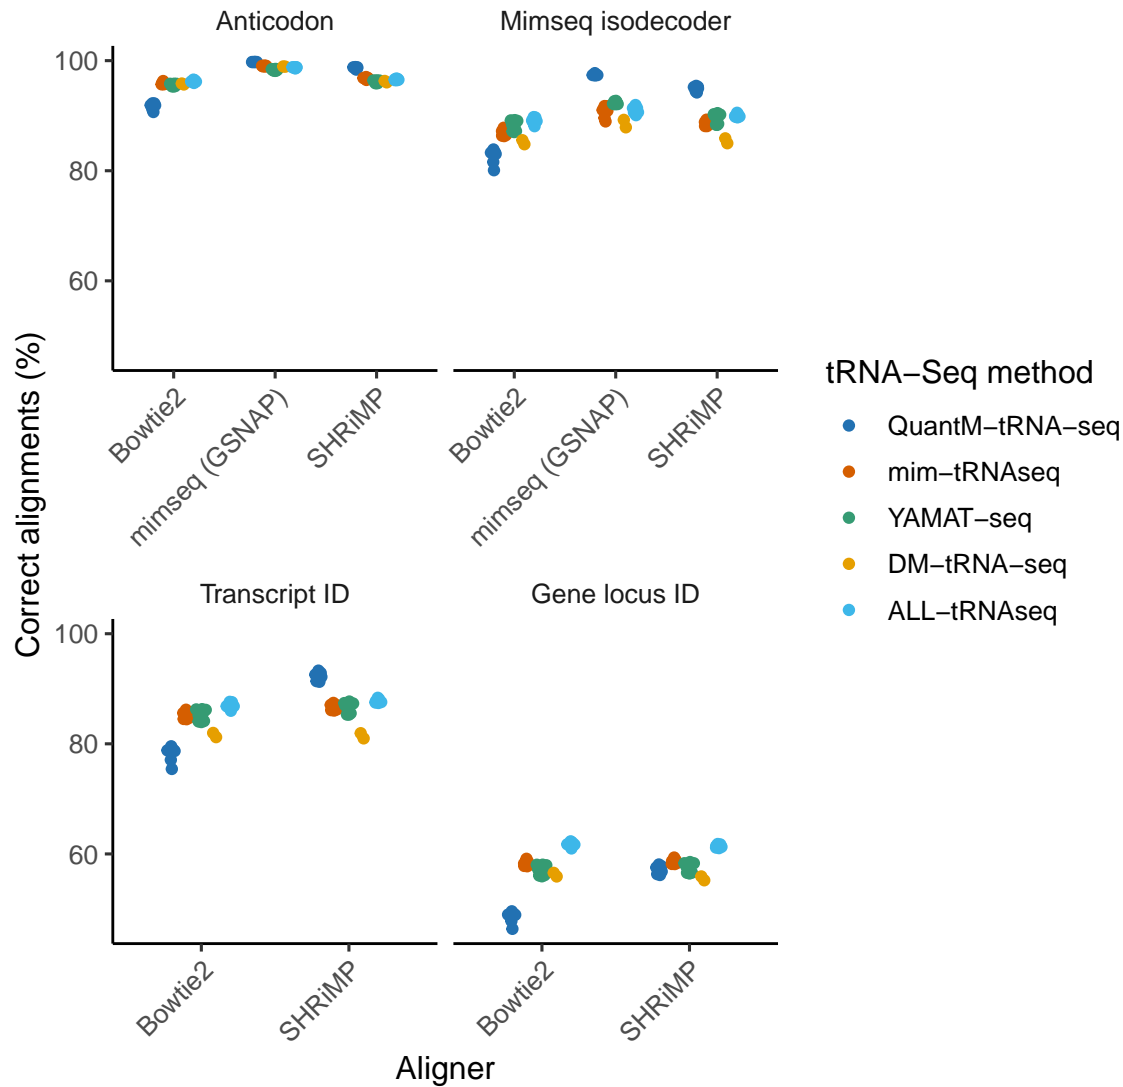 Anticodon
Mimseq isodecoder
100
80
60
Bowtie2
mimseq (GSNAP)
SHRiMP
Bowtie2
mimseq (GSNAP)
SHRiMP
Correct alignments (%)
Transcript ID
Gene locus ID
100
80
60
Bowtie2
SHRiMP
Bowtie2
SHRiMP
Aligner
tRNA−Seq method
QuantM−tRNA−seq
mim−tRNAseq
YAMAT−seq
DM−tRNA−seq
ALL−tRNAseq